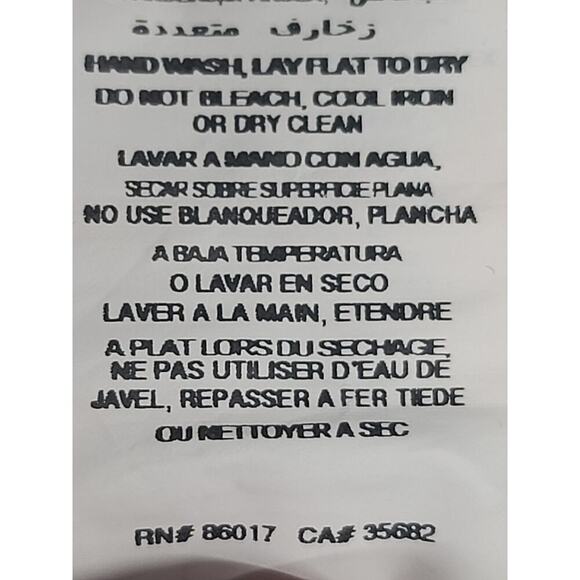 زخارف متعددة
HAND WASH, LAY FLAT TO DRY
DO NOT BLEACH, COOL IRON
OR DRY CLEAN
LAVAR A MANO CON AGUA,
SECAR SOBRE SUPERFICIE PLANA
NO USE BLANQUEADOR, PLANCHA
A BAJA TEMPERATURA
O LAVAR EN SECO
LAVER A LA MAIN, ETENDRE
A PLAT LORS DU SECHAGE,
NE PAS UTILISER D'EAU DE
JAVEL, REPASSER A FER TIEDE
OU NETTOYER A SEC
RN# 86017 CA# 35682